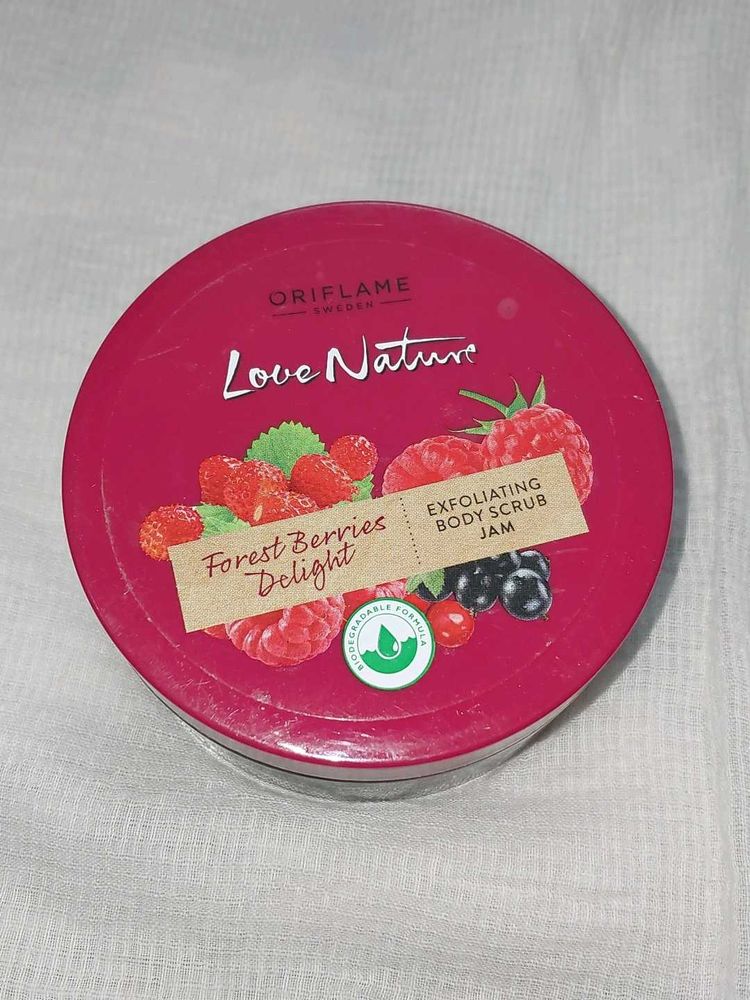 ORIFLAME
SWEDEN
Love Nature
Forest Berries
Delight
EXFOLIATING
BODY SCRUB
JAM
BIODEGRADABLE FORMULA